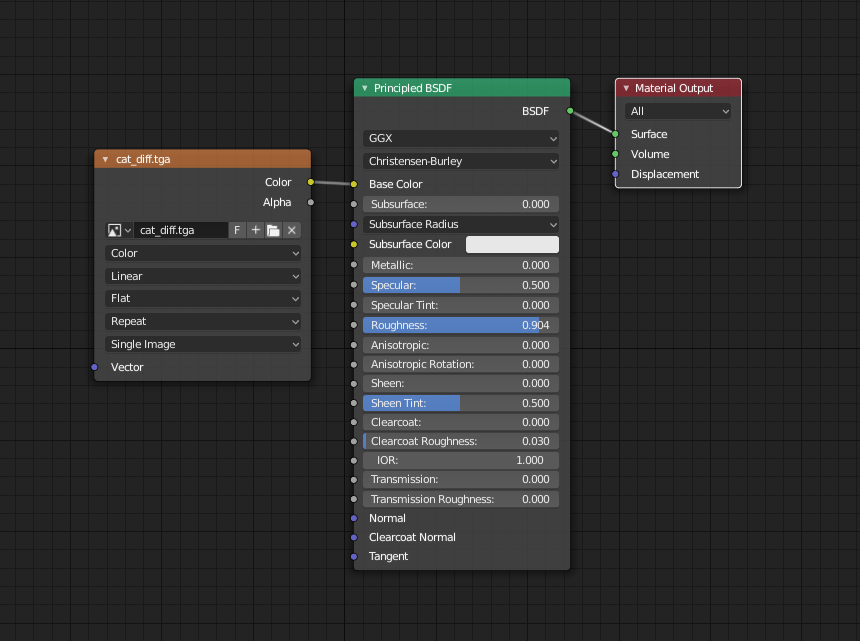 cat_diff.tga
Color
Alpha
cat_diff.tga F
Color
Linear
Flat
Repeat
Single Image
Vector
Principled BSDF
BSDF
GGX
Christensen-Burley
Base Color
Subsurface: 0.000
Subsurface Radius
Subsurface Color
Metallic: 0.000
Specular: 0.500
Specular Tint: 0.000
Roughness: 0.904
Anisotropic: 0.000
Anisotropic Rotation: 0.000
Sheen: 0.000
Sheen Tint: 0.500
Clearcoat: 0.000
Clearcoat Roughness: 0.030
IOR: 1.000
Transmission: 0.000
Transmission Roughness: 0.000
Normal
Clearcoat Normal
Tangent
Material Output
All
Surface
Volume
Displacement